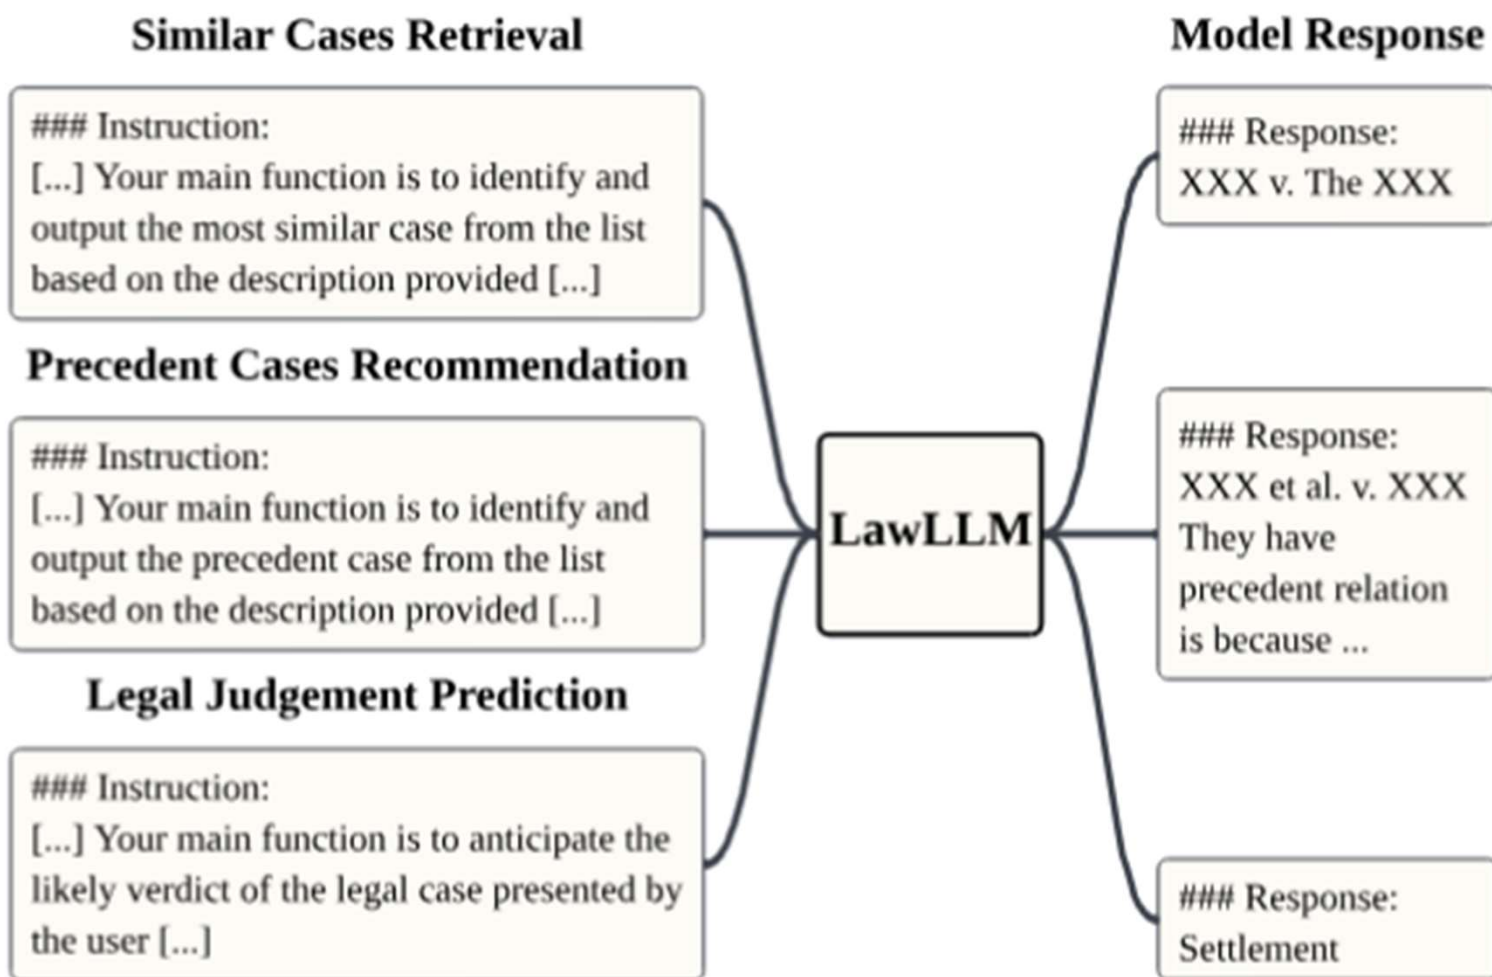 Similar Cases Retrieval
### Instruction:
[...] Your main function is to identify and
output the most similar case from the list
based on the description provided [...]
Precedent Cases Recommendation
### Instruction:
[...] Your main function is to identify and
output the precedent case from the list
based on the description provided [...]
Legal Judgement Prediction
### Instruction:
[...] Your main function is to anticipate the
likely verdict of the legal case presented by
the user [...]
LawLLM
Model Response
### Response:
XXX v. The XXX
### Response:
XXX et al. v. XXX
They have
precedent relation
is because ...
### Response:
Settlement